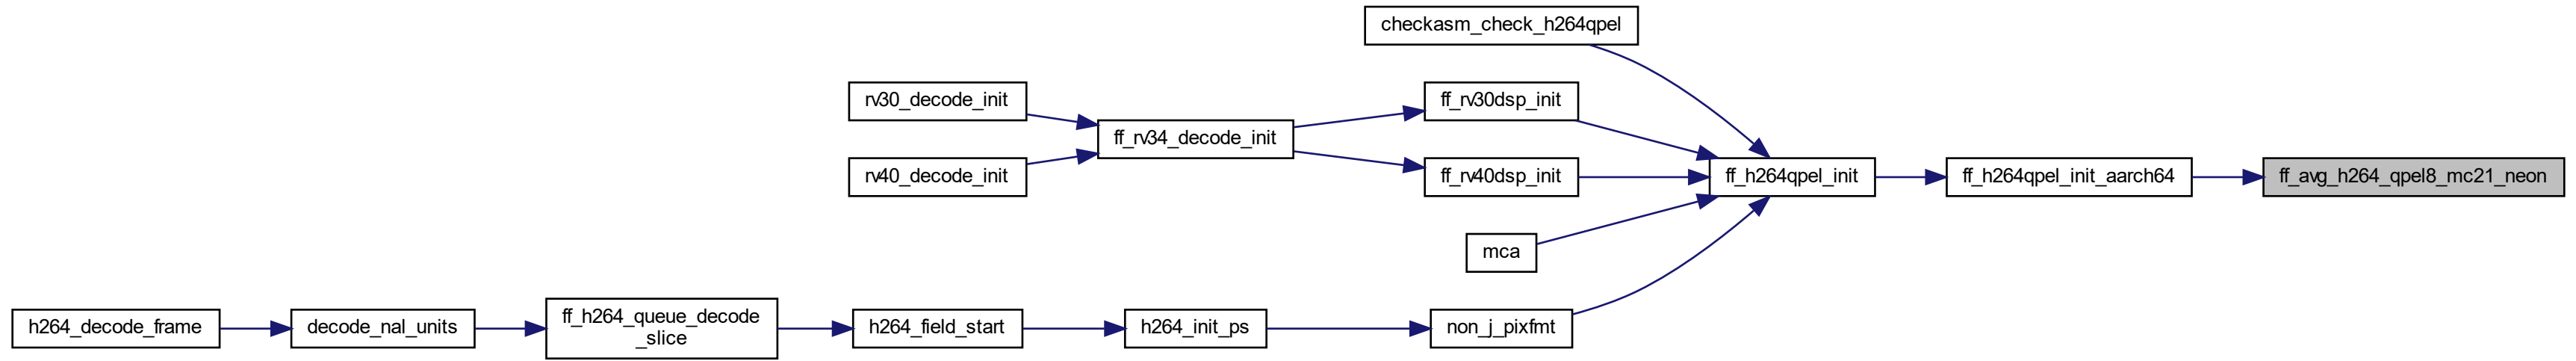 checkasm_check_h264qpel
rv30_decode_init
ff_rv30dsp_init
ff_rv34_decode_init
rv40_decode_init
ff_rv40dsp_init
ff_h264qpel_init
ff_h264qpel_init_aarch64
ff_avg_h264_qpel8_mc21_neon
mca
h264_decode_frame
decode_nal_units
ff_h264_queue_decode
_slice
h264_field_start
h264_init_ps
non_j_pixfmt